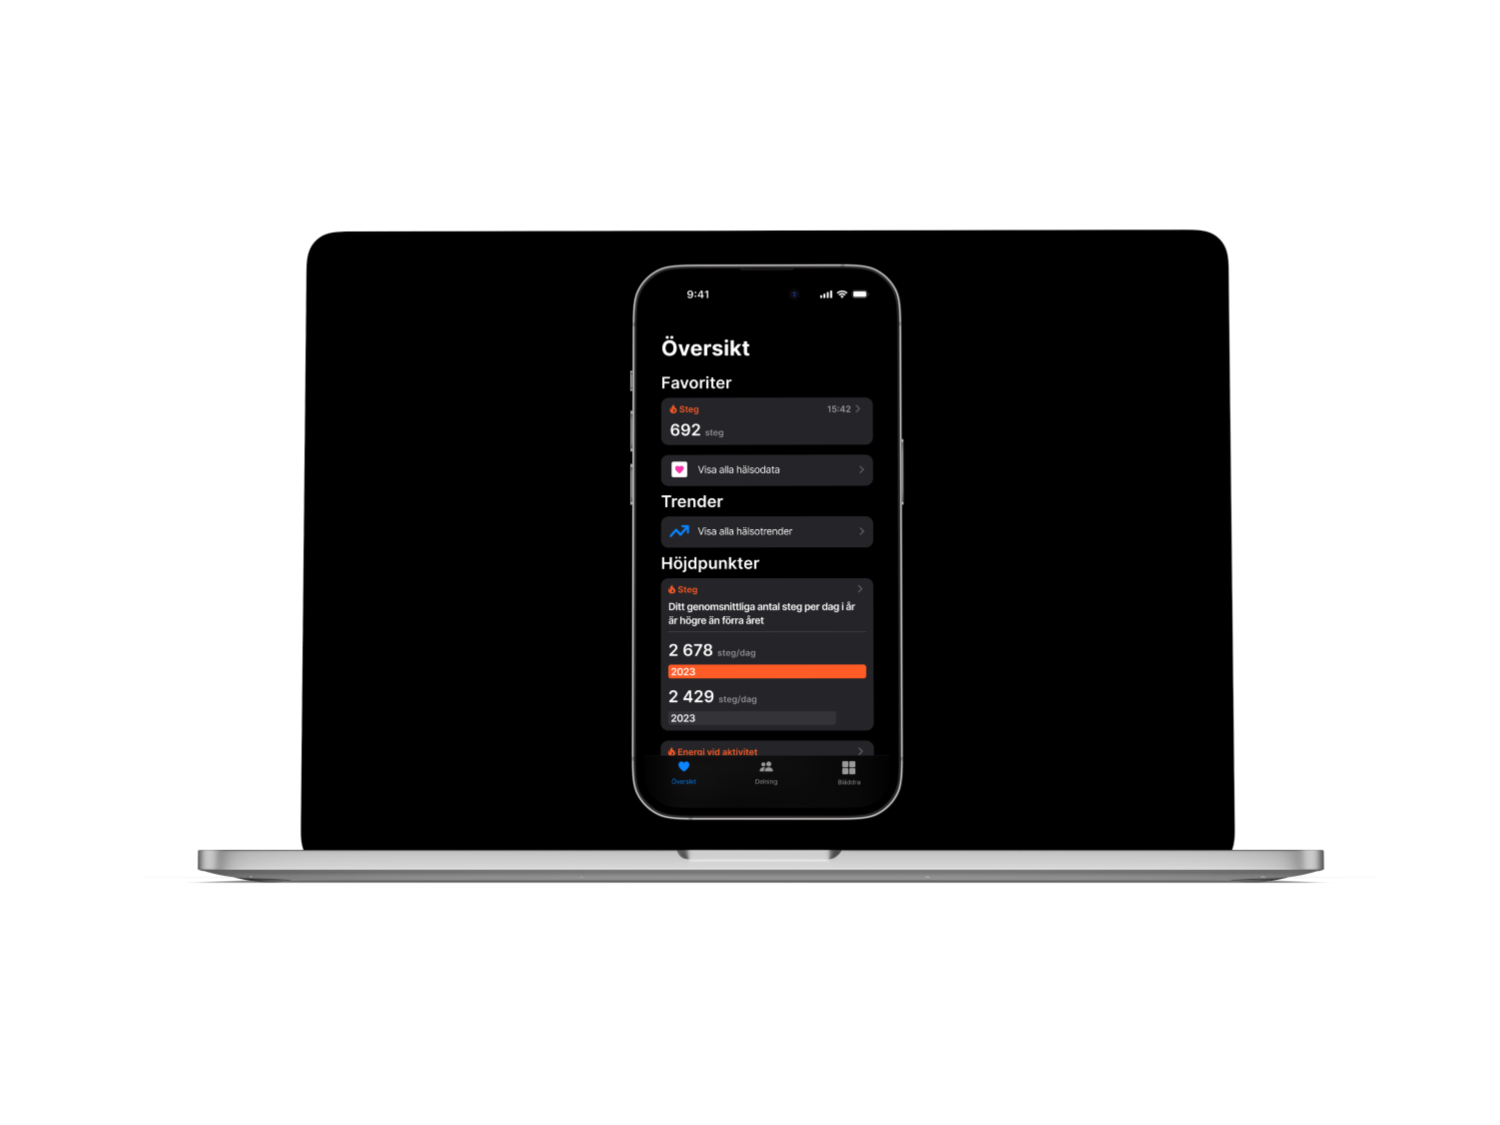 9:41
Översikt
Favoriter
Steg 15:42
692 steg
Visa alla hälsodata
Trender
Visa alla hälsotrender
Höjdpunkter
Steg
Ditt genomsnittliga antal steg per dag i år
är högre än förra året
2 678 steg/dag
2023
2 429 steg/dag
2023
Energi vid aktivitet
Översikt Delning Bläddra